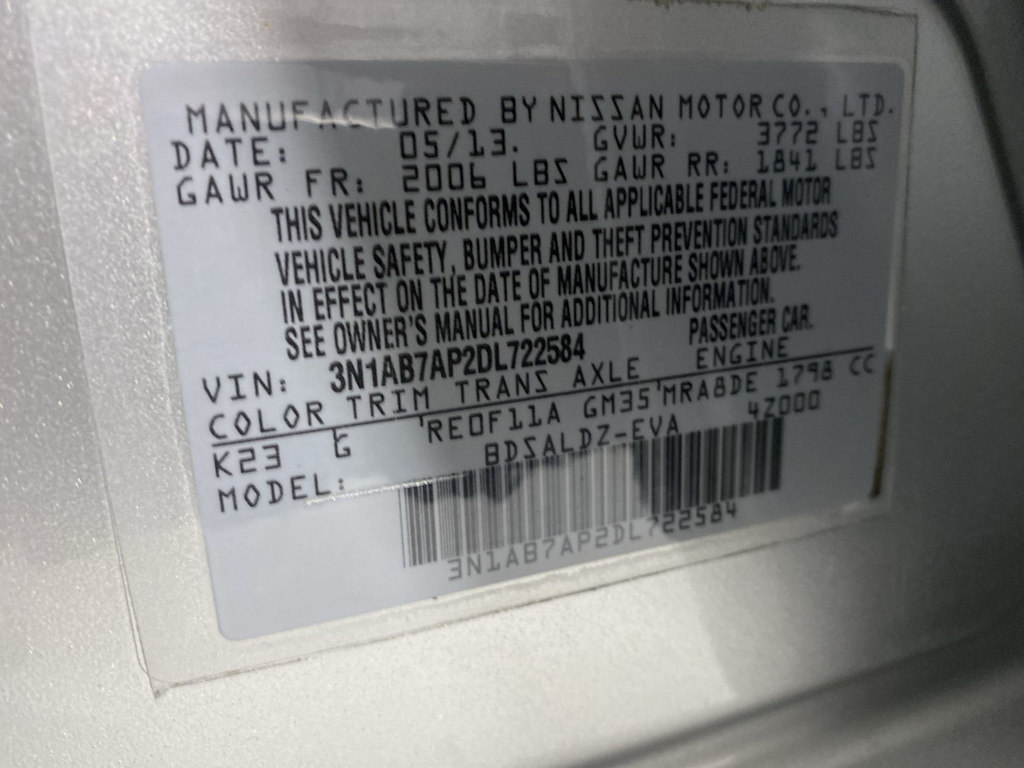 MANUFACTURED BY NISSAN MOTOR CO., LTD.
DATE: 05/13. GVWR: 3772 LBS
GAWR FR: 2006 LBS GAWR RR: 1841 LBS
THIS VEHICLE CONFORMS TO ALL APPLICABLE FEDERAL MOTOR
VEHICLE SAFETY, BUMPER AND THEFT PREVENTION STANDARDS
IN EFFECT ON THE DATE OF MANUFACTURE SHOWN ABOVE.
SEE OWNER'S MANUAL FOR ADDITIONAL INFORMATION.
VIN: 3N1AB7AP2DL722584 PASSENGER CAR.
COLOR TRIM TRANS AXLE ENGINE
K23 G RE0F11A GM35 MRA8DE 1798 CC
MODEL: BDSALDZ-EVA 4Z000
3N1AB7AP2DL722584